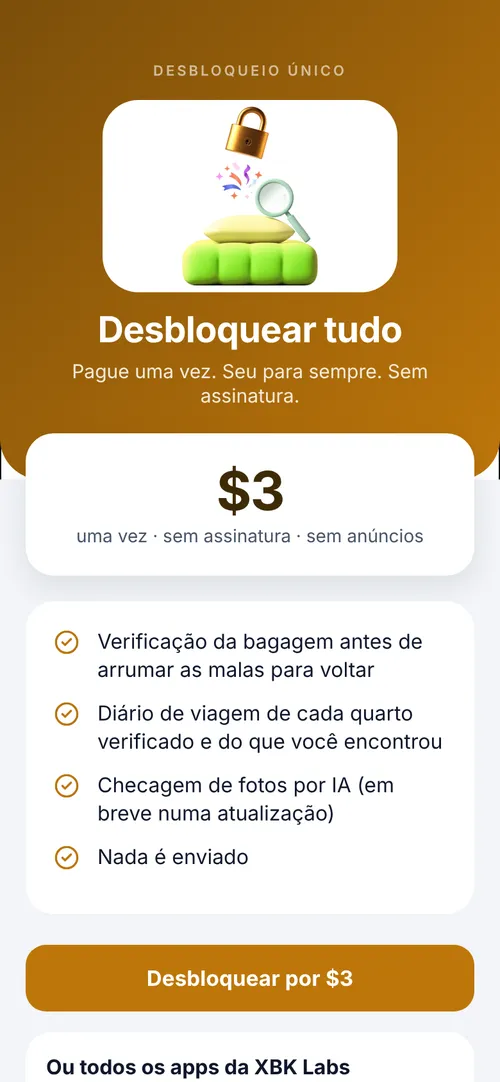 DESBLOQUEIO ÚNICO
Desbloquear tudo
Pague uma vez. Seu para sempre. Sem
assinatura.
$3
uma vez · sem assinatura · sem anúncios
Verificação da bagagem antes de
arrumar as malas para voltar
Diário de viagem de cada quarto
verificado e do que você encontrou
Checagem de fotos por IA (em
breve numa atualização)
Nada é enviado
Desbloquear por $3
Ou todos os apps da XBK Labs